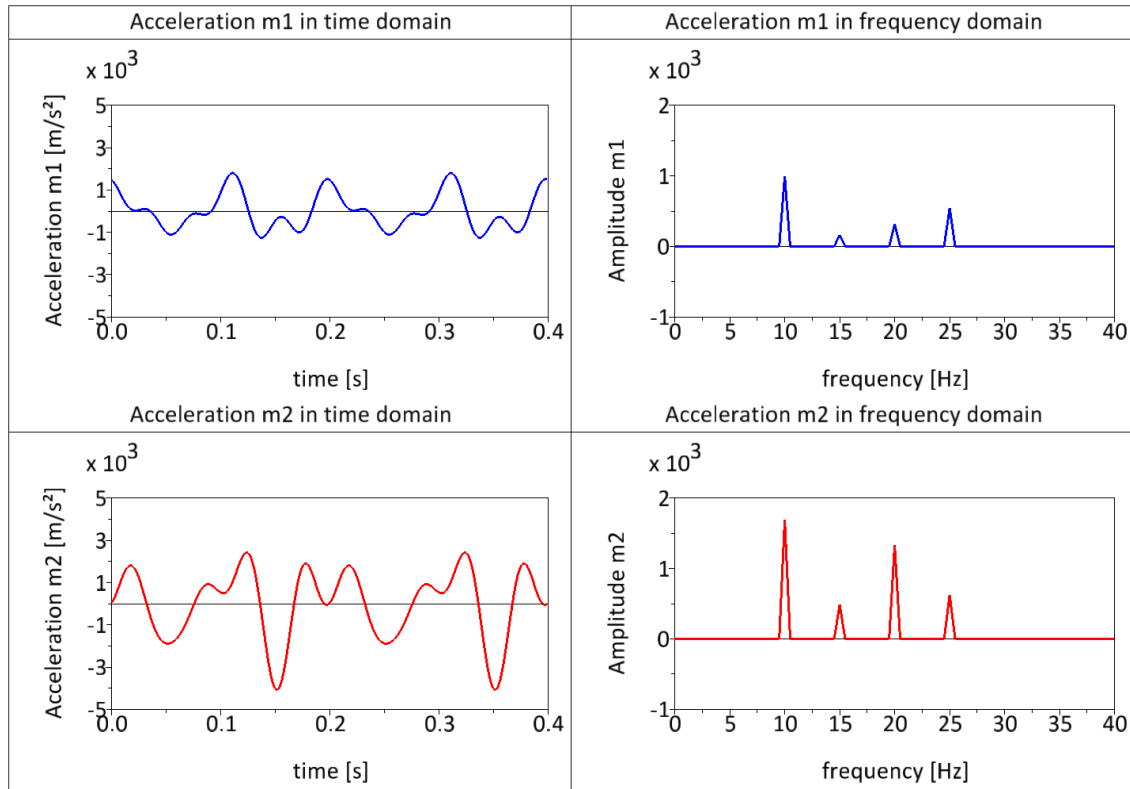 Acceleration m1 in time domain
x 10³
Acceleration m1 [m/s²]
5
3
1
-1
-3
-5
0.0 0.1 0.2 0.3 0.4
time [s]
Acceleration m1 in frequency domain
x 10³
Amplitude m1
2
1
0
-1
0 5 10 15 20 25 30 35 40
frequency [Hz]
Acceleration m2 in time domain
x 10³
Acceleration m2 [m/s²]
5
3
1
-1
-3
-5
0.0 0.1 0.2 0.3 0.4
time [s]
Acceleration m2 in frequency domain
x 10³
Amplitude m2
2
1
0
-1
0 5 10 15 20 25 30 35 40
frequency [Hz]